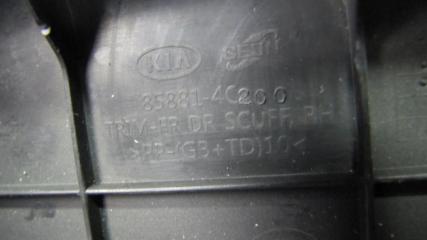 KIA
85881-4C200
TRIM-FR DR SCUFF, RH
>PP-(GB+TD)10<